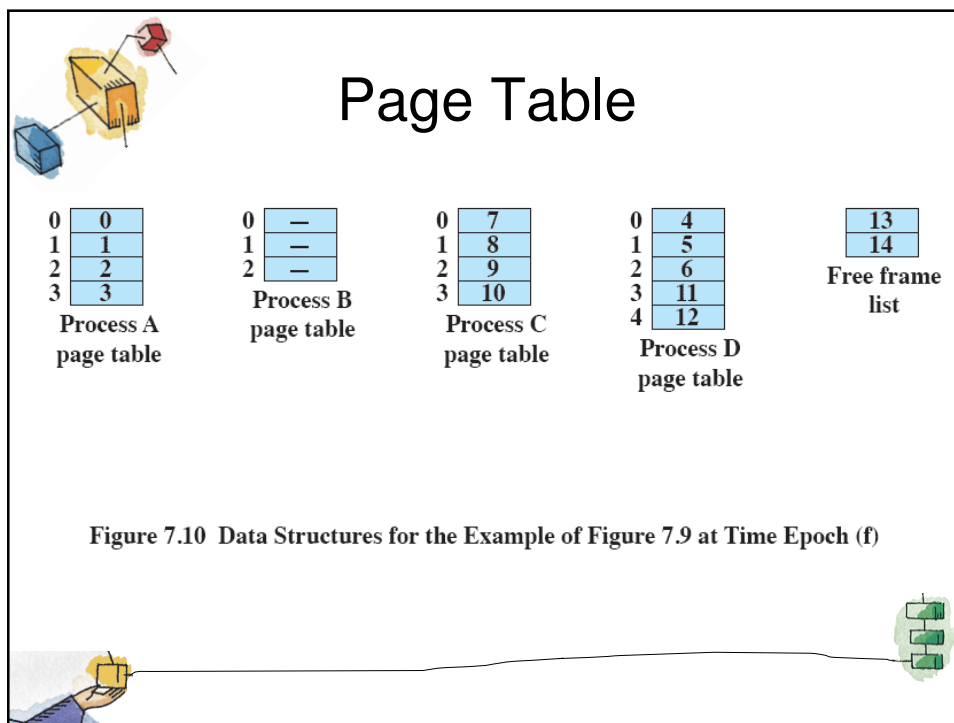 Page Table
0 0
1 1
2 2
3 3
Process A
page table
0 –
1 –
2 –
Process B
page table
0 7
1 8
2 9
3 10
Process C
page table
0 4
1 5
2 6
3 11
4 12
Process D
page table
13
14
Free frame
list
Figure 7.10 Data Structures for the Example of Figure 7.9 at Time Epoch (f)